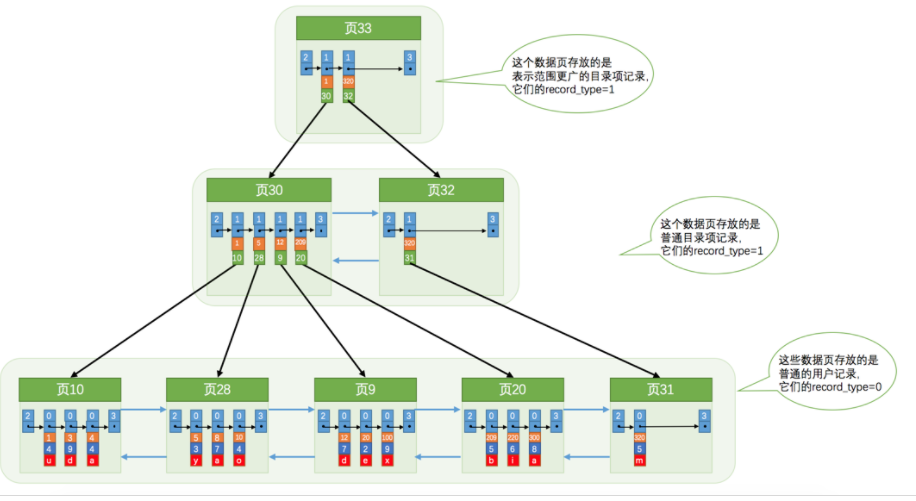 页33
2 1 1 3
1 320
30 32
这个数据页存放的是
表示范围更广的目录项记录,
它们的record_type=1
页30 页32
2 1 1 1 1 3 2 1 3
1 5 12 209 320
10 28 9 20 31
这个数据页存放的是
普通目录项记录,
它们的record_type=1
页10 页28 页9 页20 页31
2 0 0 0 3 2 0 0 0 3 2 0 0 0 3 2 0 0 0 3 2 0 3
1 3 4 5 8 10 12 20 100 209 220 300 320
4 9 4 3 7 4 7 2 9 5 6 8 5
u d a y a o d e x b i a m
这些数据页存放的是
普通的用户记录,
它们的record_type=0